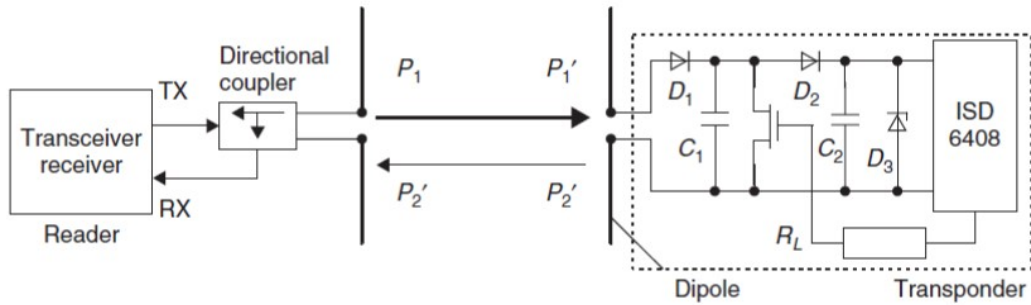 Directional
coupler
TX
Transceiver
receiver
RX
Reader
P1
P1′
P2′
P2′
D1
D2
C1
C2
D3
ISD
6408
RL
Dipole
Transponder